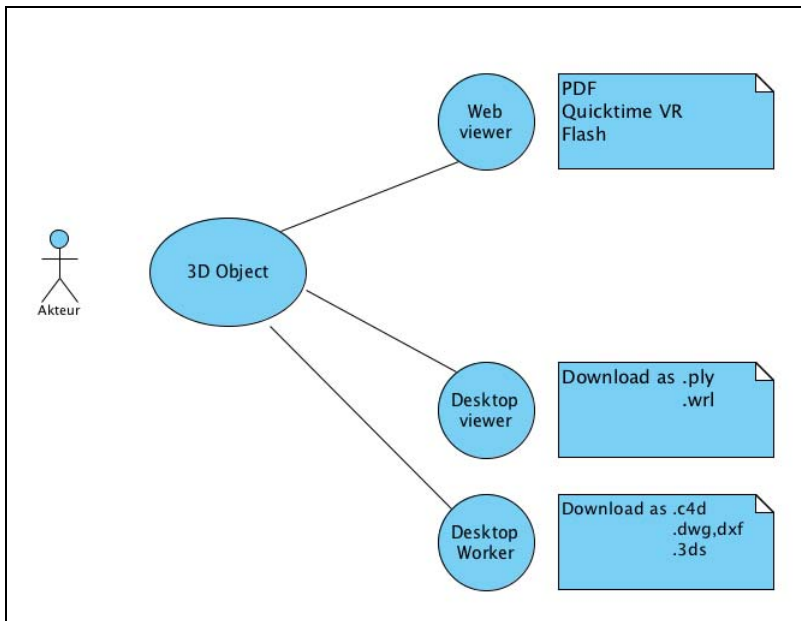 Web
viewer
PDF
Quicktime VR
Flash
Akteur
3D Object
Desktop
viewer
Download as .ply
.wrl
Desktop
Worker
Download as .c4d
.dwg,dxf
.3ds